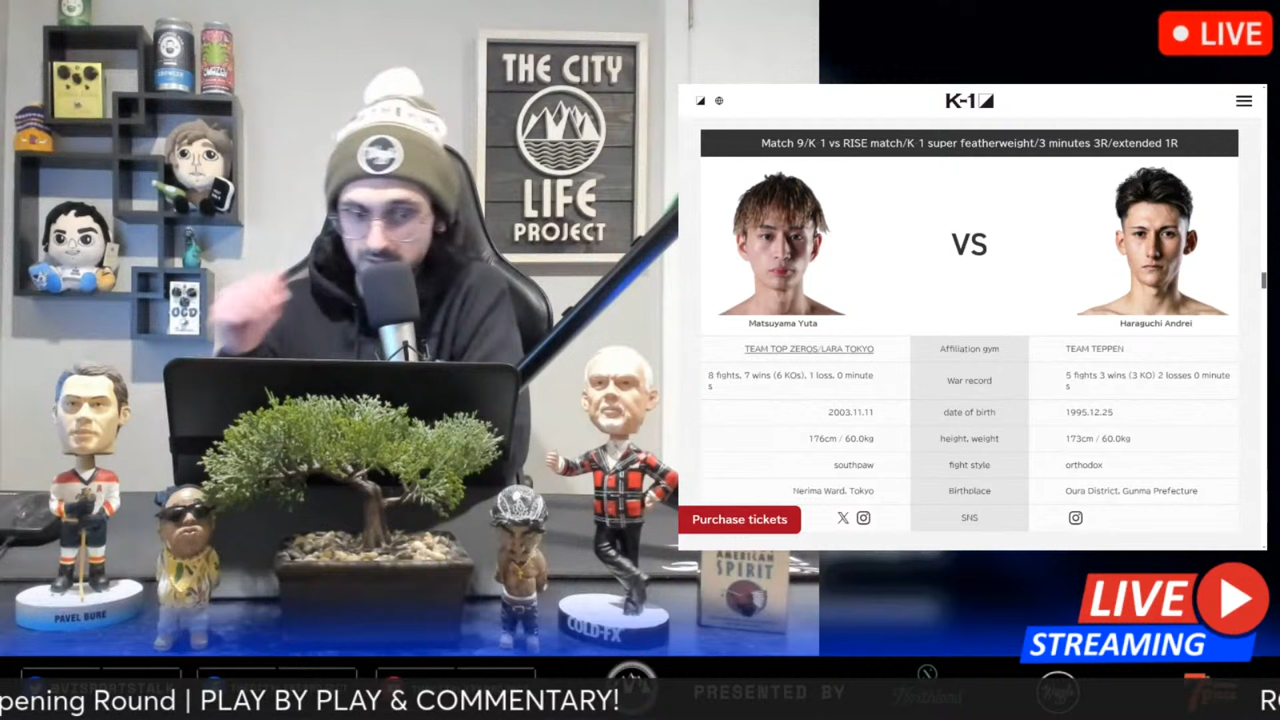 LIVE
THE CITY
LIFE
PROJECT
OCD
K-1
Match 9/K 1 vs RISE match/K 1 super featherweight/3 minutes 3R/extended 1R
VS
Matsuyama Yuta
Haraguchi Andrei
TEAM TOP ZEROS/LARA TOKYO
Affiliation gym
TEAM TEPPEN
8 fights, 7 wins (6 KOs), 1 loss, 0 minute
s
War record
5 fights 3 wins (3 KO) 2 losses 0 minute
s
2003.11.11
date of birth
1995.12.25
176cm / 60.0kg
height, weight
173cm / 60.0kg
southpaw
fight style
orthodox
Nerima Ward, Tokyo
Birthplace
Oura District, Gunma Prefecture
Purchase tickets
SNS
AMERICAN
SPIRIT
PAVEL BURE
COLD-FX
LIVE
STREAMING
PRESENTED BY
pening Round | PLAY BY PLAY & COMMENTARY!